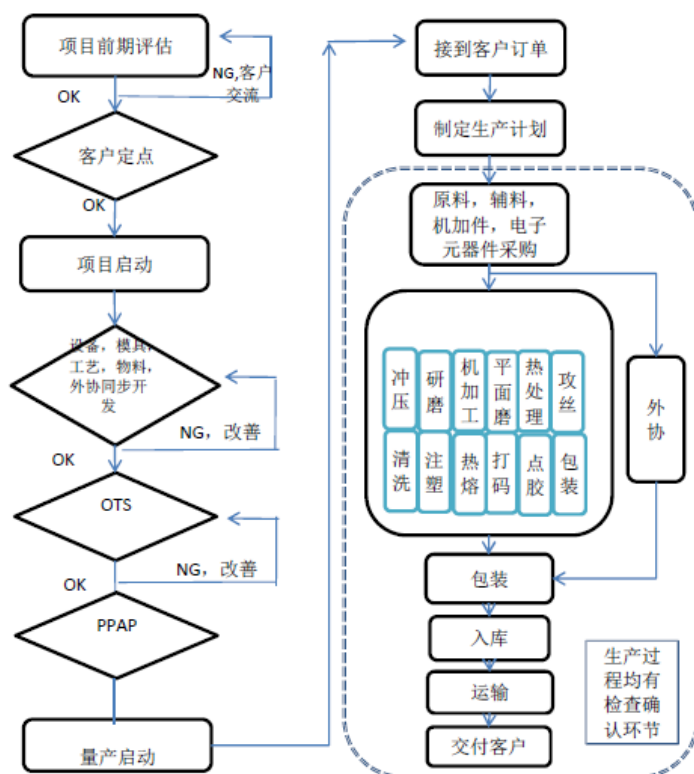 项目前期评估
NG,客户
交流
OK
客户定点
OK
项目启动
设备，模具，
工艺，物料，
外协同步开
发
NG，改善
OK
OTS
NG，改善
OK
PPAP
量产启动
接到客户订单
制定生产计划
原料，辅料，
机加件，电子
元器件采购
冲压
研磨
机加工
平面磨
热处理
攻丝
清洗
注塑
热熔
打码
点胶
包装
外协
包装
入库
运输
交付客户
生产过
程均有
检查确
认环节